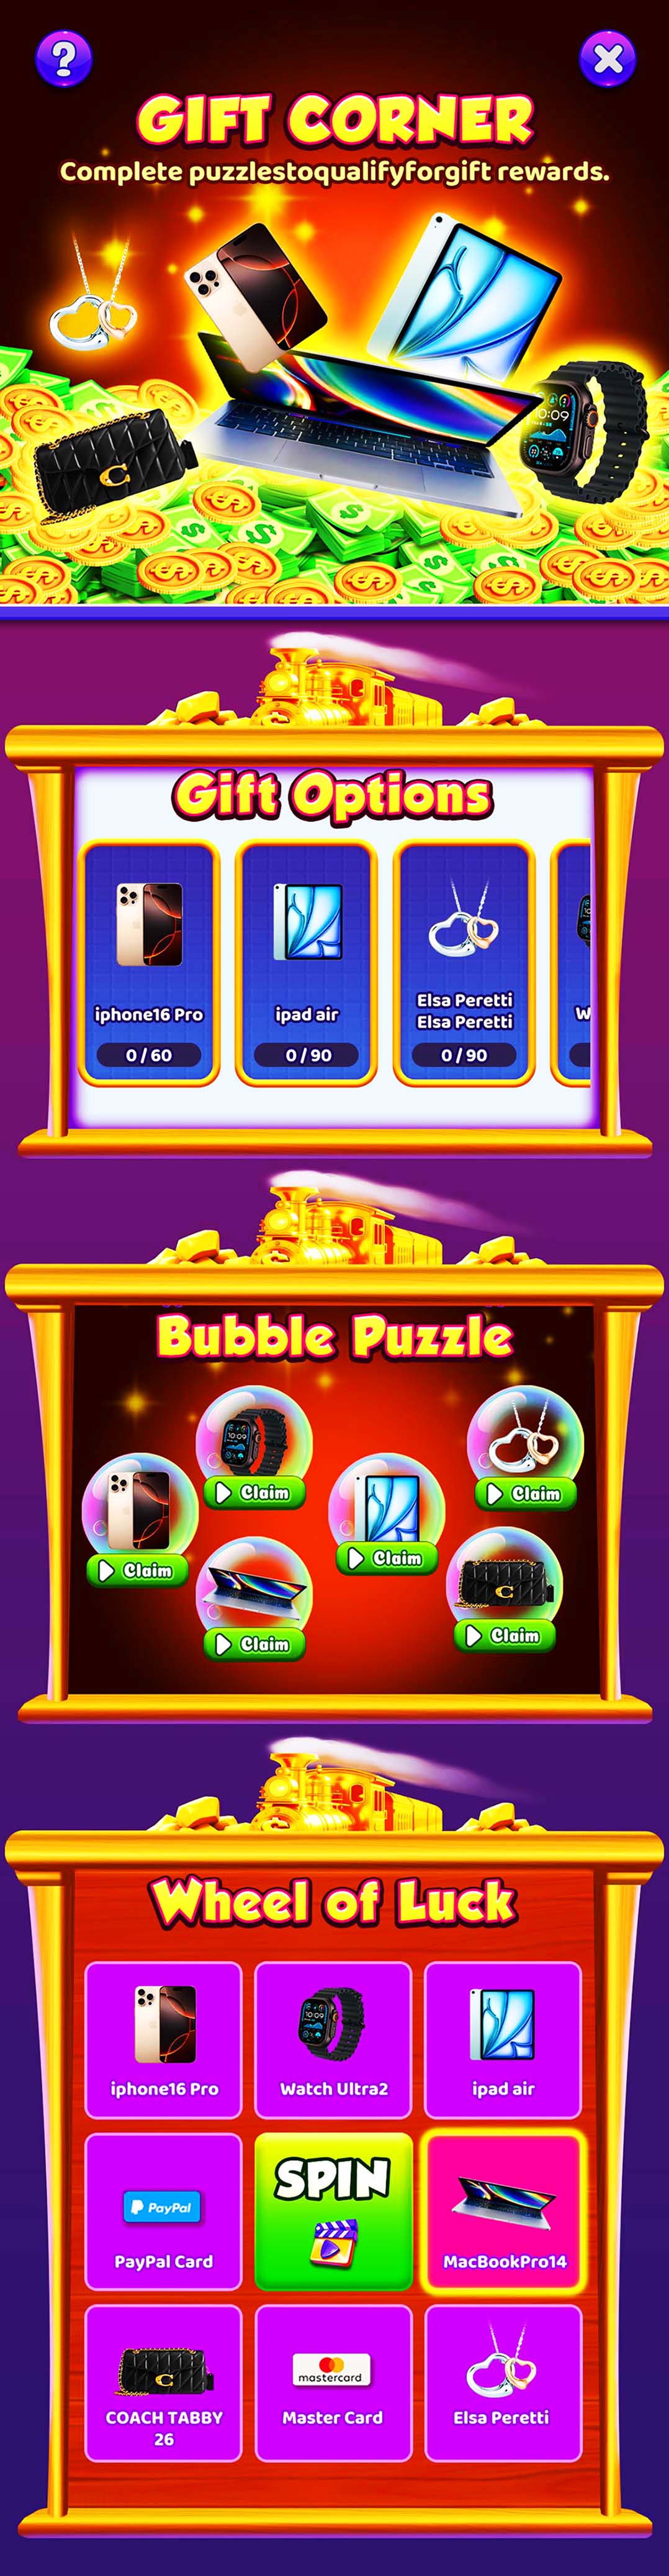 ?
GIFT CORNER
Complete puzzlestoqualifyforgift rewards.
C
10:09
Gift Options
iphone16 Pro
ipad air
Elsa Peretti
Elsa Peretti
W
0/60
0/90
0/90
Bubble Puzzle
10:09
Claim
Claim
Claim
Claim
C
Claim
Claim
Wheel of Luck
10:09
iphone16 Pro
Watch Ultra2
ipad air
SPIN
PayPal
PayPal Card
MacBookPro14
C
mastercard
COACH TABBY
26
Master Card
Elsa Peretti